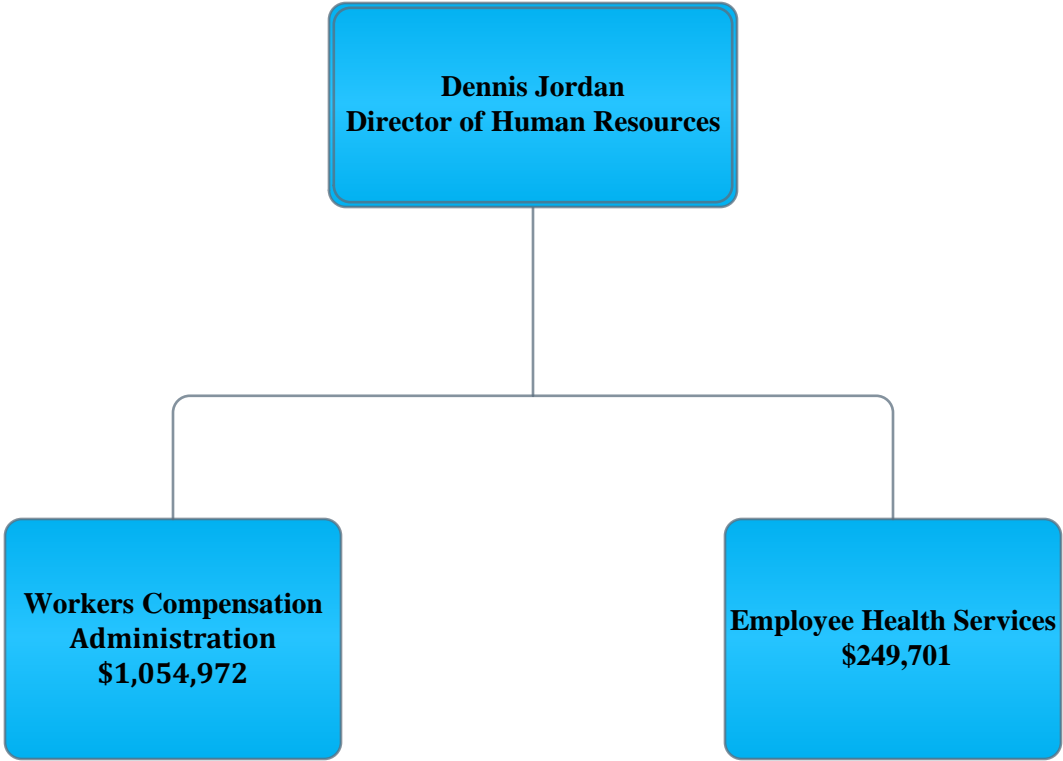 Dennis Jordan
Director of Human Resources
Workers Compensation
Administration
$1,054,972
Employee Health Services
$249,701